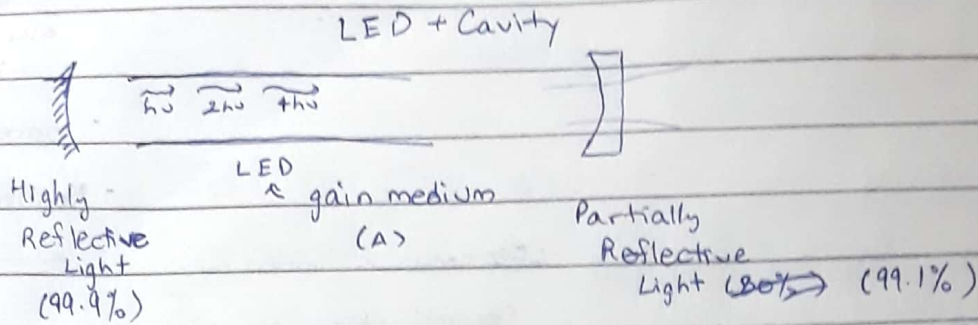 LED + Cavity
hν 2hν 4hν
LED
↖ gain medium
(A)
Highly
Reflective
Light
(99.9%)
Partially
Reflective
Light (99.1%)